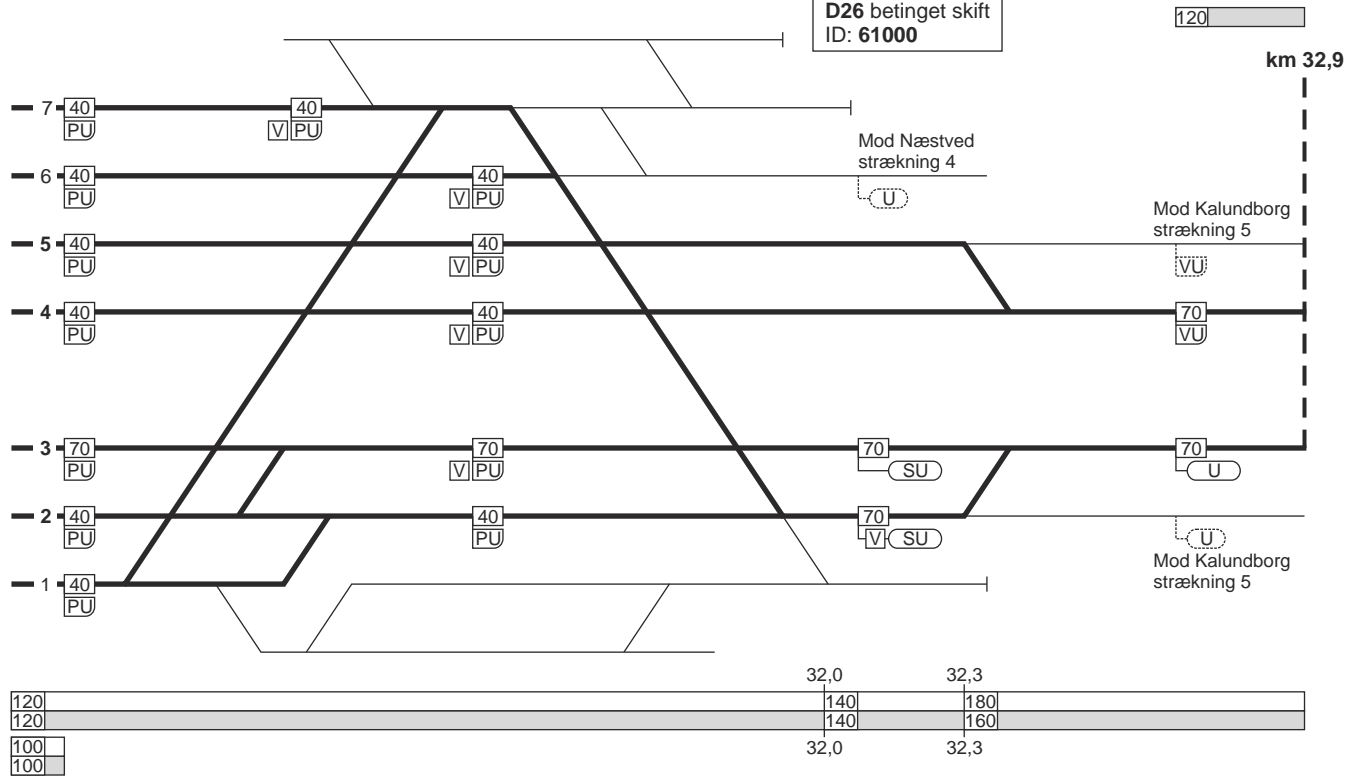 D26 betinget skift
ID: 61000
120
km 32,9
7 40 40
PU V PU
Mod Næstved
strækning 4
6 40 40
PU V PU U
Mod Kalundborg
strækning 5
5 40 40
PU V PU VU
4 40 40 70
PU V PU VU
3 70 70 70 70
PU V PU SU U
2 40 40 70
PU PU V SU U
Mod Kalundborg
strækning 5
1 40
PU
32,0 32,3
120 140 180
120 140 160
32,0 32,3
100
100